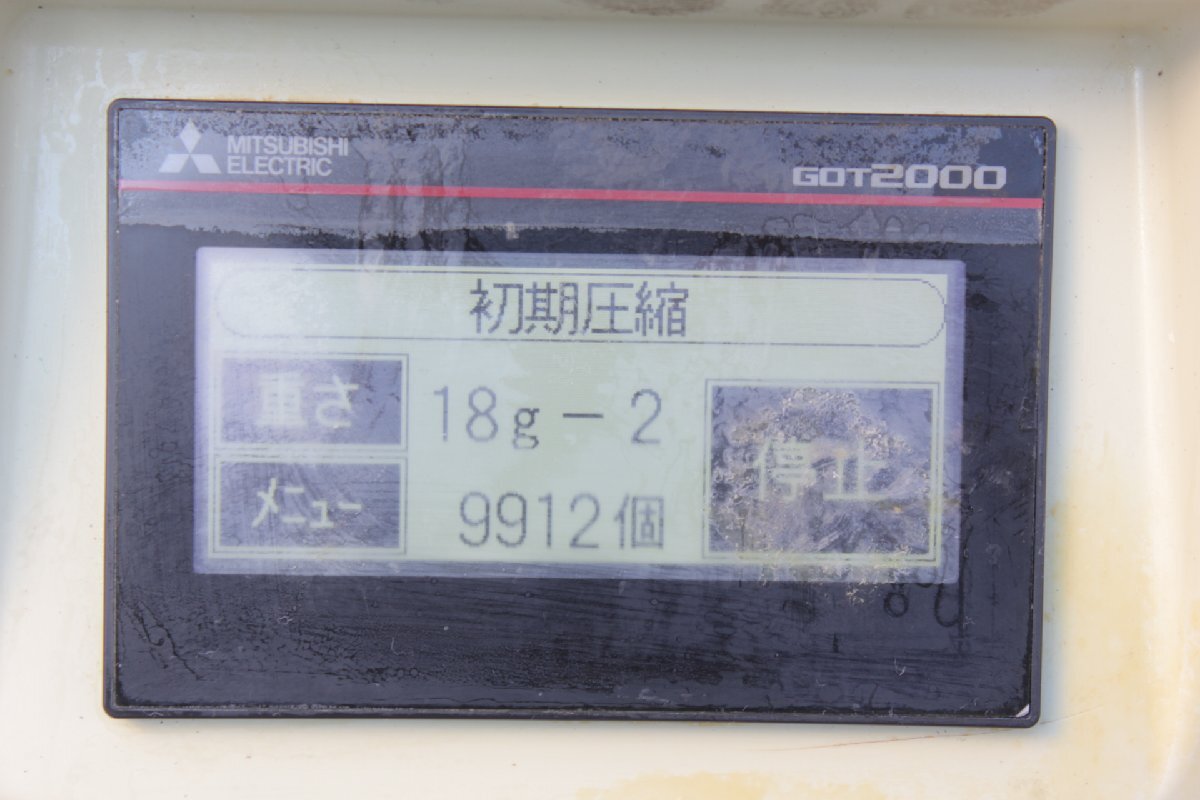 MITSUBISHI
ELECTRIC
GOT2000
初期圧縮
重さ
18g-2
停止
メニュー
9912個